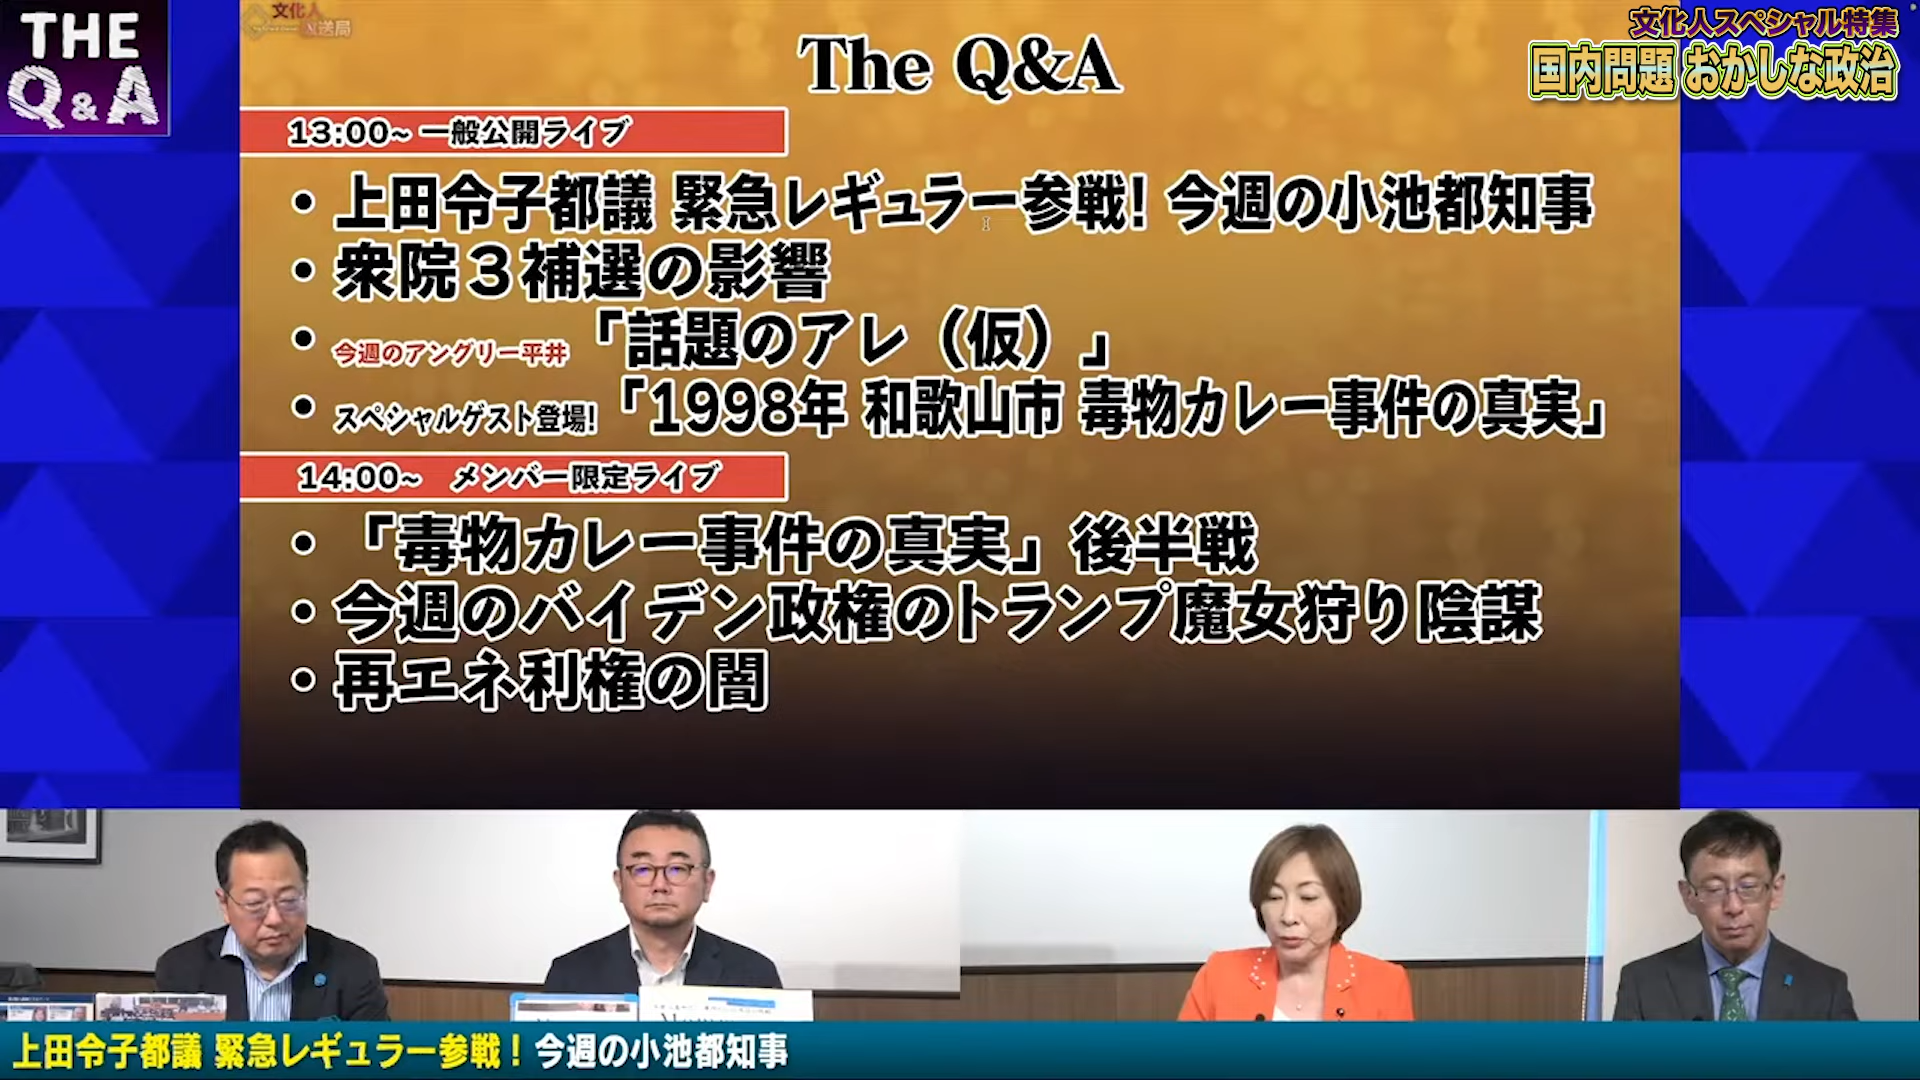 THE
Q&A
文化人
放送局
文化人スペシャル特集
国内問題 おかしな政治
The Q&A
13:00~ 一般公開ライブ
・上田令子都議 緊急レギュラー参戦! 今週の小池都知事
・衆院３補選の影響
・今週のアングリー平井 「話題のアレ（仮）」
・スペシャルゲスト登場! 「1998年 和歌山市 毒物カレー事件の真実」
14:00~ メンバー限定ライブ
・「毒物カレー事件の真実」後半戦
・今週のバイデン政権のトランプ魔女狩り陰謀
・再エネ利権の闇
上田令子都議 緊急レギュラー参戦！今週の小池都知事